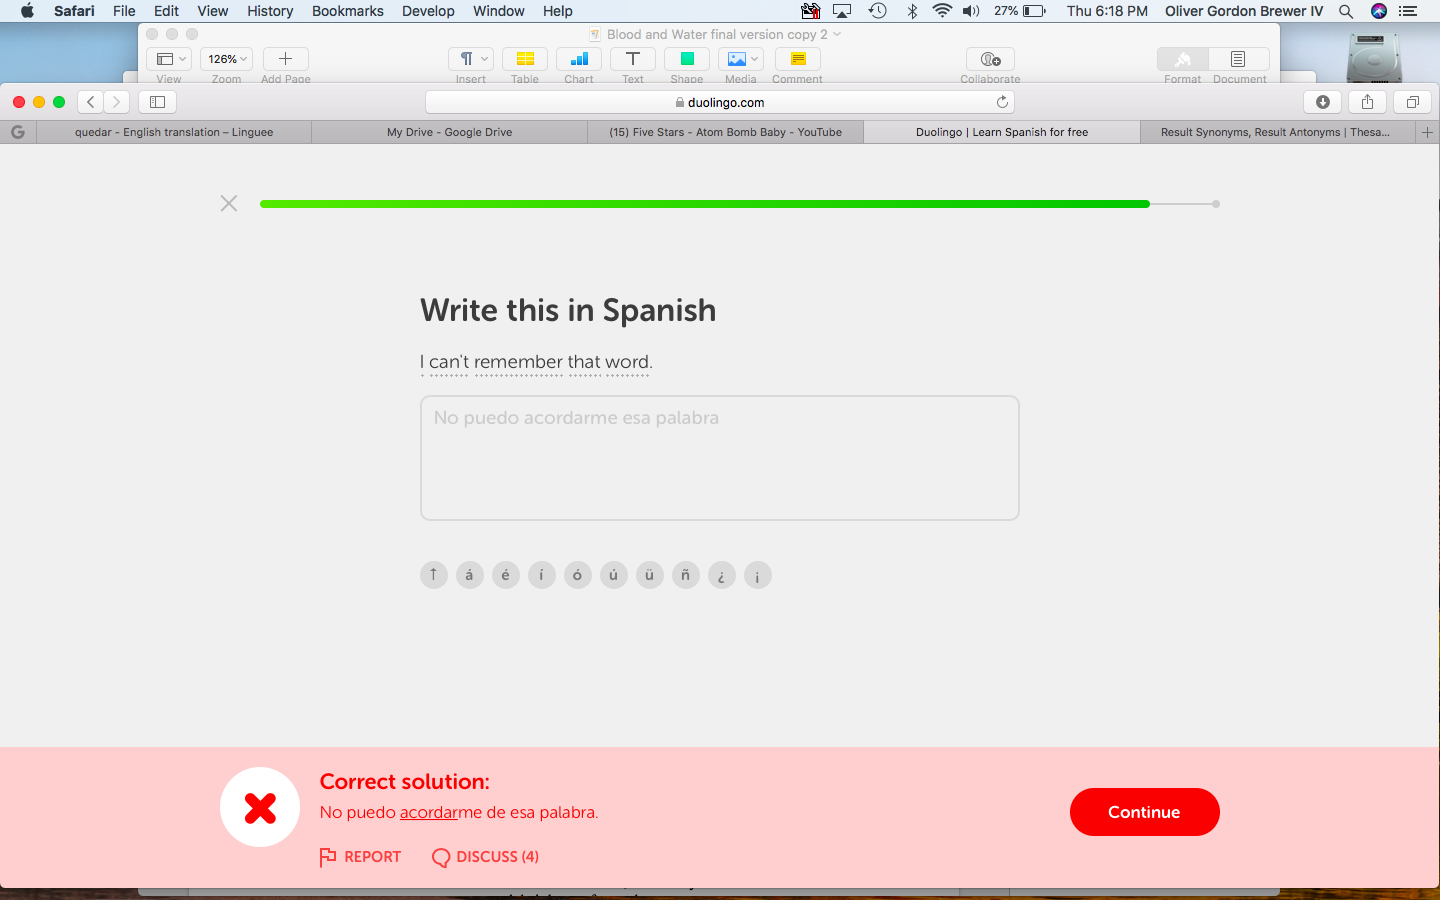 Safari File Edit View History Bookmarks Develop Window Help 27% Thu 6:18 PM Oliver Gordon Brewer IV
Blood and Water final version copy 2
126%
View Zoom Add Page Insert Table Chart Text Shape Media Comment Collaborate Format Document
duolingo.com
G quedar - English translation – Linguee My Drive - Google Drive (15) Five Stars - Atom Bomb Baby - YouTube Duolingo | Learn Spanish for free Result Synonyms, Result Antonyms | Thesa...
Write this in Spanish
I can't remember that word.
No puedo acordarme esa palabra
↑ á é í ó ú ü ñ ¿ ¡
Correct solution:
No puedo acordarme de esa palabra.
Continue
REPORT DISCUSS (4)